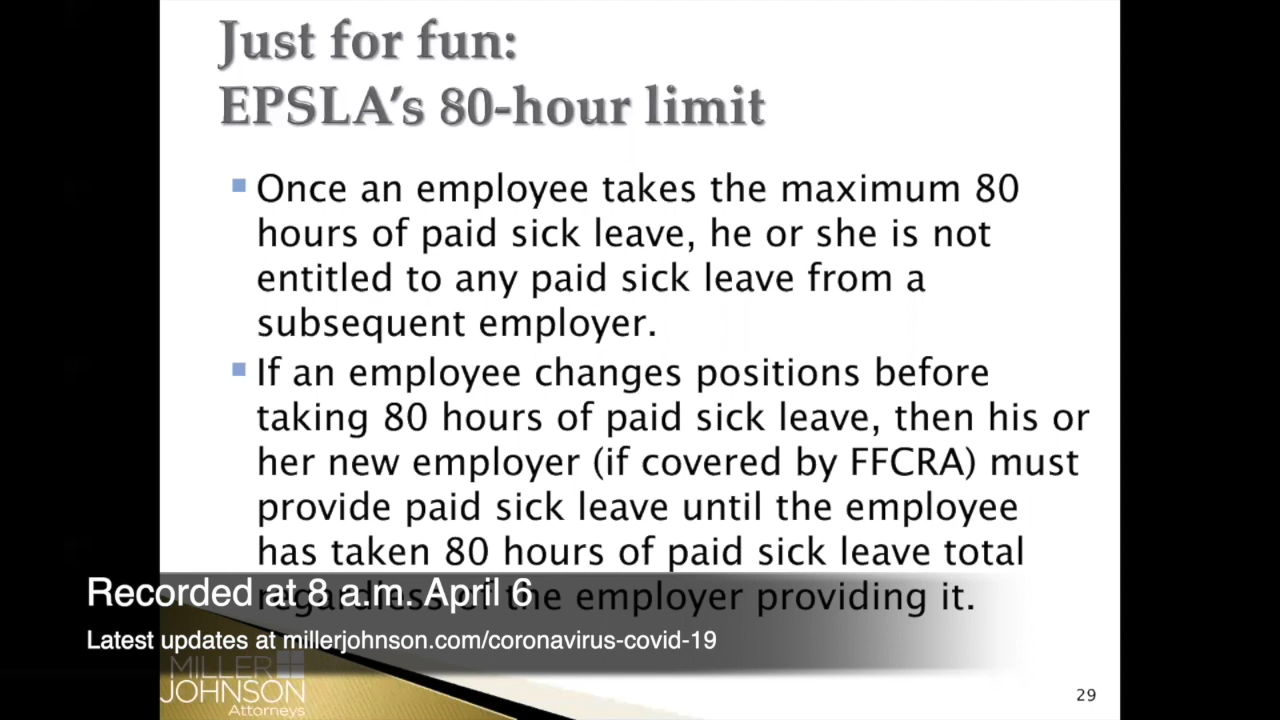 Just for fun:
EPSLA's 80-hour limit
Once an employee takes the maximum 80
hours of paid sick leave, he or she is not
entitled to any paid sick leave from a
subsequent employer.
If an employee changes positions before
taking 80 hours of paid sick leave, then his or
her new employer (if covered by FFCRA) must
provide paid sick leave until the employee
has taken 80 hours of paid sick leave total
regardless of the employer providing it.
Recorded at 8 a.m. April 6
Latest updates at millerjohnson.com/coronavirus-covid-19
MILLER
JOHNSON
Attorneys
29